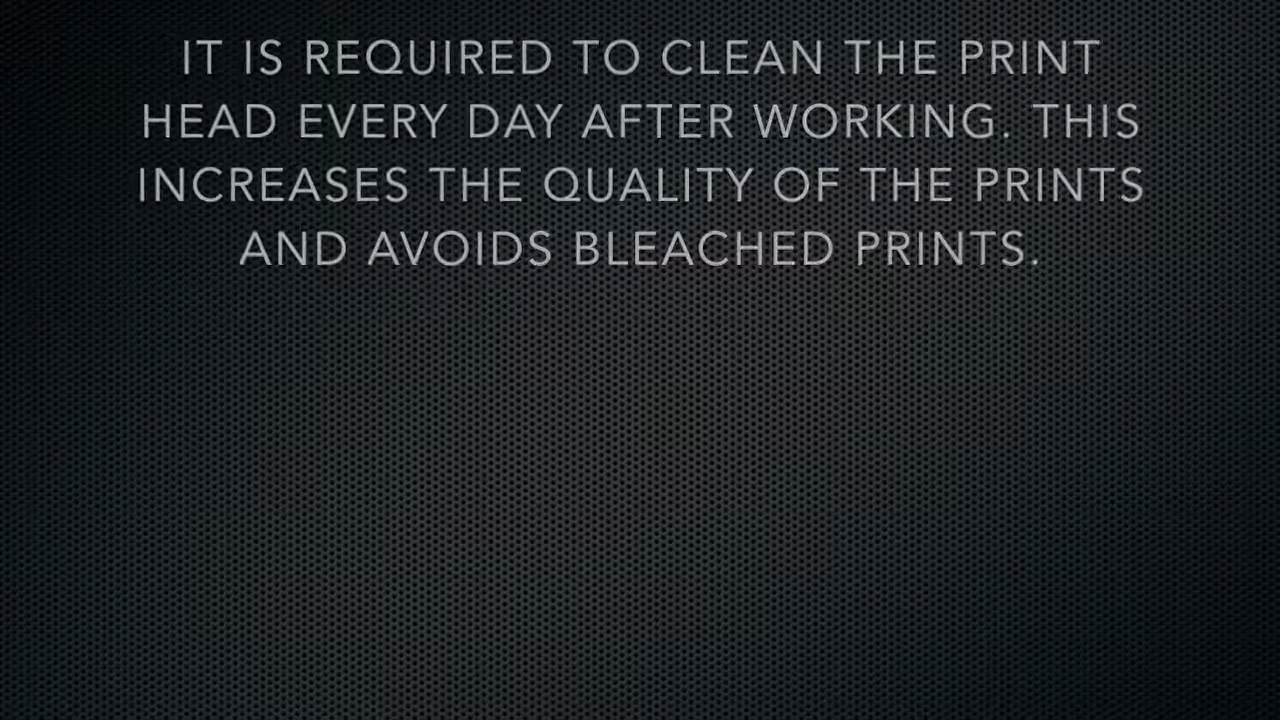 IT IS REQUIRED TO CLEAN THE PRINT
HEAD EVERY DAY AFTER WORKING. THIS
INCREASES THE QUALITY OF THE PRINTS
AND AVOIDS BLEACHED PRINTS.